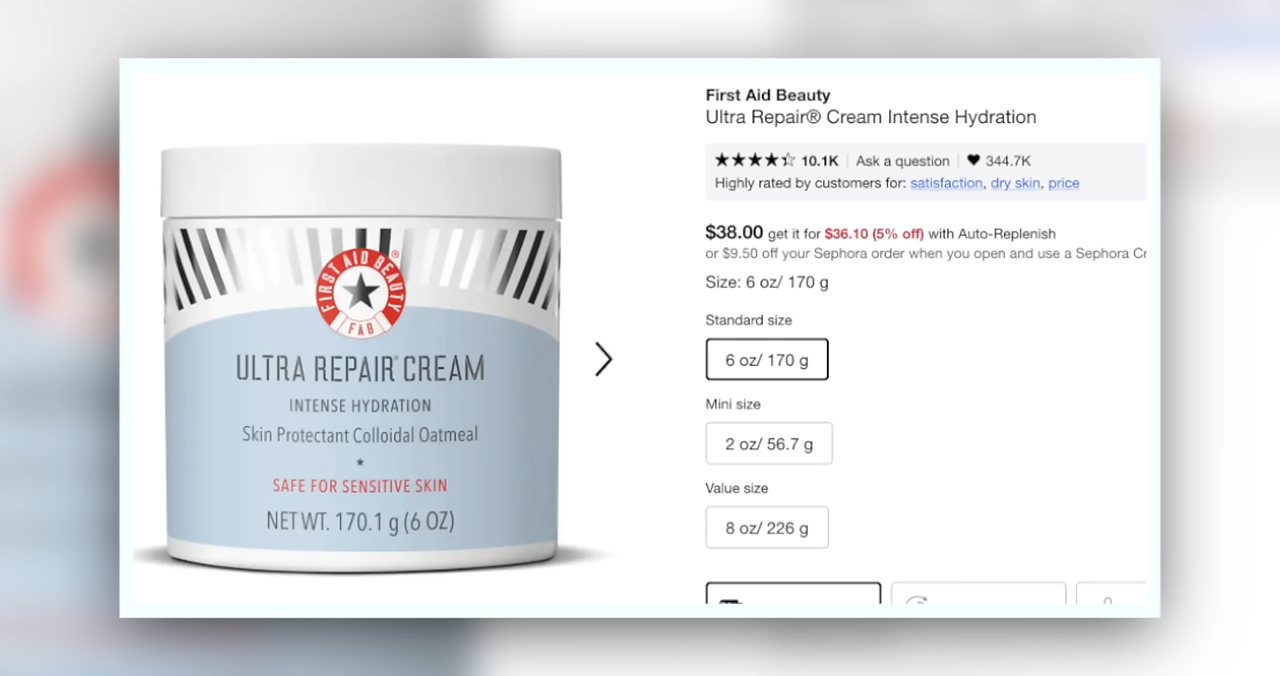 FIRST AID BEAUTY ®
FAB
ULTRA REPAIR® CREAM
INTENSE HYDRATION
Skin Protectant Colloidal Oatmeal
SAFE FOR SENSITIVE SKIN
NET WT. 170.1 g (6 OZ)
First Aid Beauty
Ultra Repair® Cream Intense Hydration
10.1K | Ask a question | 344.7K
Highly rated by customers for: satisfaction, dry skin, price
$38.00 get it for $36.10 (5% off) with Auto-Replenish
or $9.50 off your Sephora order when you open and use a Sephora Cr
Size: 6 oz/ 170 g
Standard size
6 oz/ 170 g
Mini size
2 oz/ 56.7 g
Value size
8 oz/ 226 g